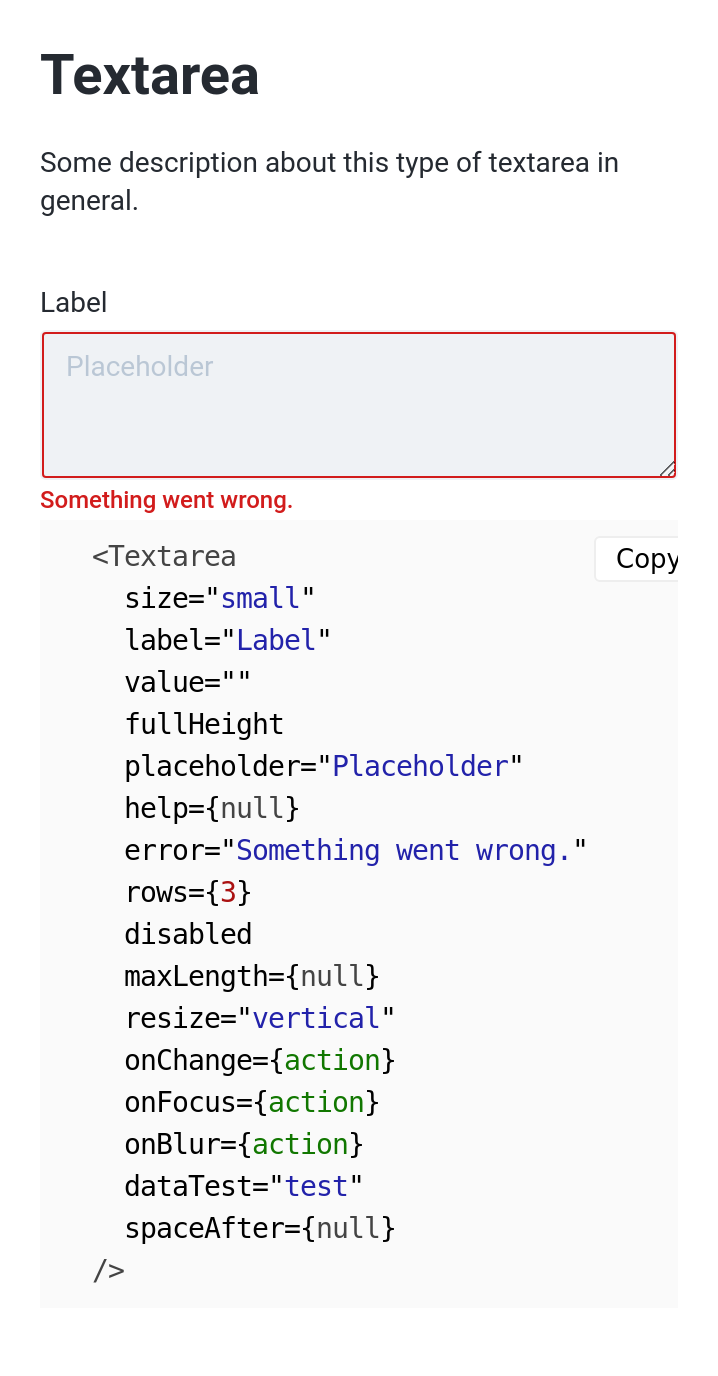 Textarea
Some description about this type of textarea in
general.
Label
Placeholder
Something went wrong.
<Textarea
Copy
size="small"
label="Label"
value=""
fullHeight
placeholder="Placeholder"
help={null}
error="Something went wrong."
rows={3}
disabled
maxLength={null}
resize="vertical"
onChange={action}
onFocus={action}
onBlur={action}
dataTest="test"
spaceAfter={null}
/>